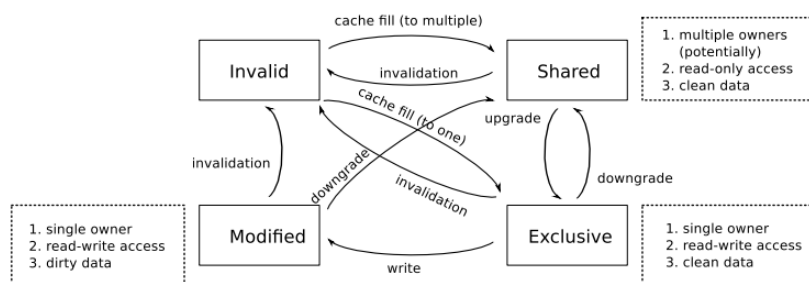 cache fill (to multiple)
Invalid
invalidation
Shared
1. multiple owners
(potentially)
2. read-only access
3. clean data
cache fill (to one)
upgrade
invalidation
downgrade
invalidation
downgrade
1. single owner
2. read-write access
3. dirty data
Modified
write
Exclusive
1. single owner
2. read-write access
3. clean data